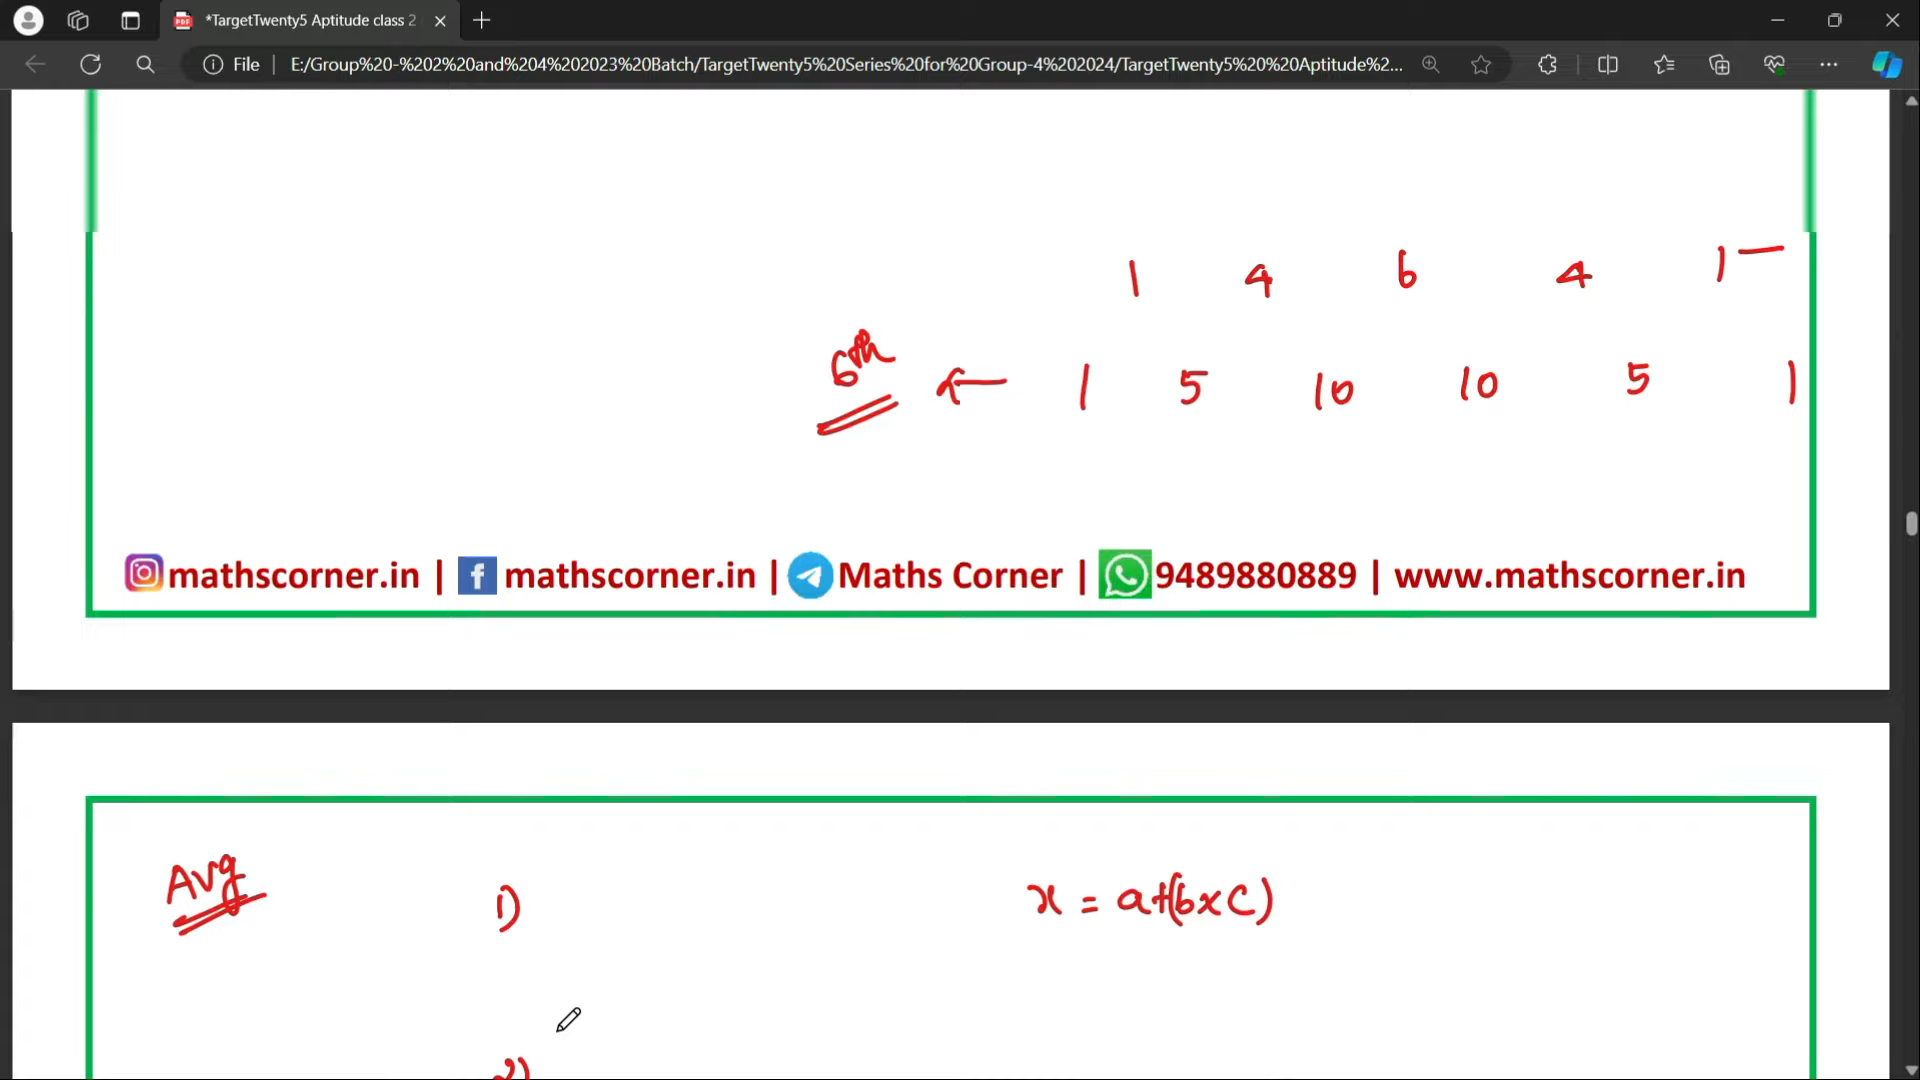 *TargetTwenty5 Aptitude class 2
File
E:/Group%20-%202%20and%204%202023%20Batch/TargetTwenty5%20Series%20for%20Group-4%202024/TargetTwenty5%20%20Aptitude%2...
1 4 6 4 1 —
6th ← 1 5 10 10 5 1
mathscorner.in | mathscorner.in | Maths Corner | 9489880889 | www.mathscorner.in
Avg 1) x = a+(b×c)
2)